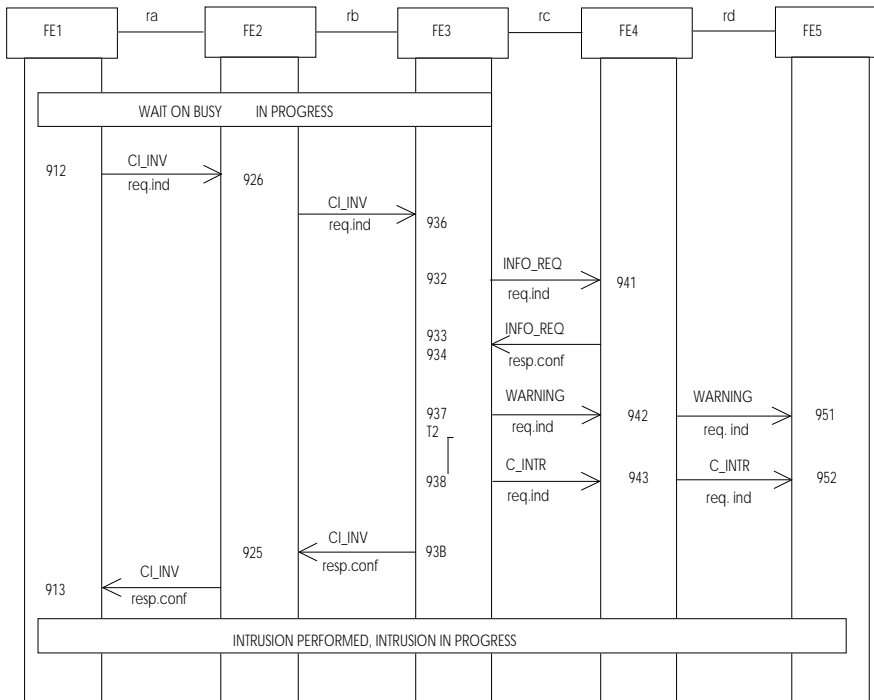 ra rb rc rd
FE1 FE2 FE3 FE4 FE5
WAIT ON BUSY IN PROGRESS
CI_INV
912 926
req.ind
CI_INV
req.ind 936
INFO_REQ
932 941
req.ind
933 INFO_REQ
934 resp.conf
WARNING WARNING
937 942 951
req.ind req. ind
T2
C_INTR C_INTR
938 943 952
req.ind req. ind
CI_INV
925 93B
resp.conf
CI_INV
913
resp.conf
INTRUSION PERFORMED, INTRUSION IN PROGRESS